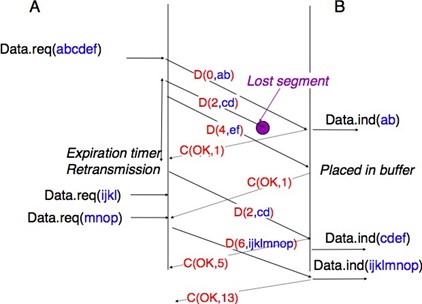 A
B
Data.req(abcdef)
D(0,ab)
Lost segment
D(2,cd)
D(4,ef)
Data.ind(ab)
C(OK,1)
Expiration timer
Retransmission
Placed in buffer
C(OK,1)
Data.req(ijkl)
D(2,cd)
Data.req(mnop)
D(6,ijklmnop)
Data.ind(cdef)
C(OK,5)
Data.ind(ijklmnop)
C(OK,13)